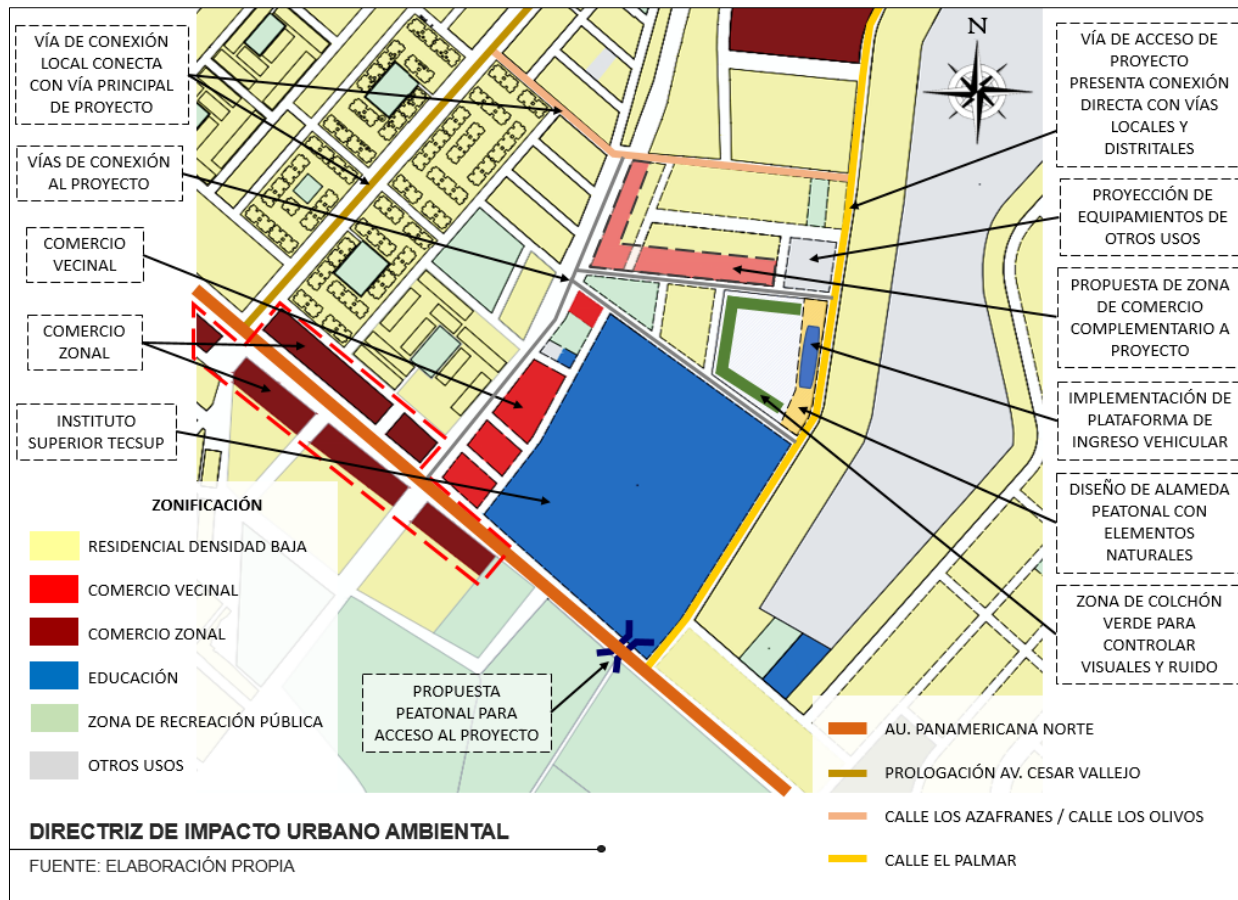 VÍA DE CONEXIÓN
LOCAL CONECTA
CON VÍA PRINCIPAL
DE PROYECTO
VÍAS DE CONEXIÓN
AL PROYECTO
COMERCIO
VECINAL
COMERCIO
ZONAL
INSTITUTO
SUPERIOR TECSUP
ZONIFICACIÓN
RESIDENCIAL DENSIDAD BAJA
COMERCIO VECINAL
COMERCIO ZONAL
EDUCACIÓN
ZONA DE RECREACIÓN PÚBLICA
OTROS USOS
PROPUESTA
PEATONAL PARA
ACCESO AL PROYECTO
N
VÍA DE ACCESO DE
PROYECTO
PRESENTA CONEXIÓN
DIRECTA CON VÍAS
LOCALES Y
DISTRITALES
PROYECCIÓN DE
EQUIPAMIENTOS DE
OTROS USOS
PROPUESTA DE ZONA
DE COMERCIO
COMPLEMENTARIO A
PROYECTO
IMPLEMENTACIÓN DE
PLATAFORMA DE
INGRESO VEHICULAR
DISEÑO DE ALAMEDA
PEATONAL CON
ELEMENTOS
NATURALES
ZONA DE COLCHÓN
VERDE PARA
CONTROLAR
VISUALES Y RUIDO
AU. PANAMERICANA NORTE
PROLOGACIÓN AV. CESAR VALLEJO
CALLE LOS AZAFRANES / CALLE LOS OLIVOS
CALLE EL PALMAR
DIRECTRIZ DE IMPACTO URBANO AMBIENTAL
FUENTE: ELABORACIÓN PROPIA